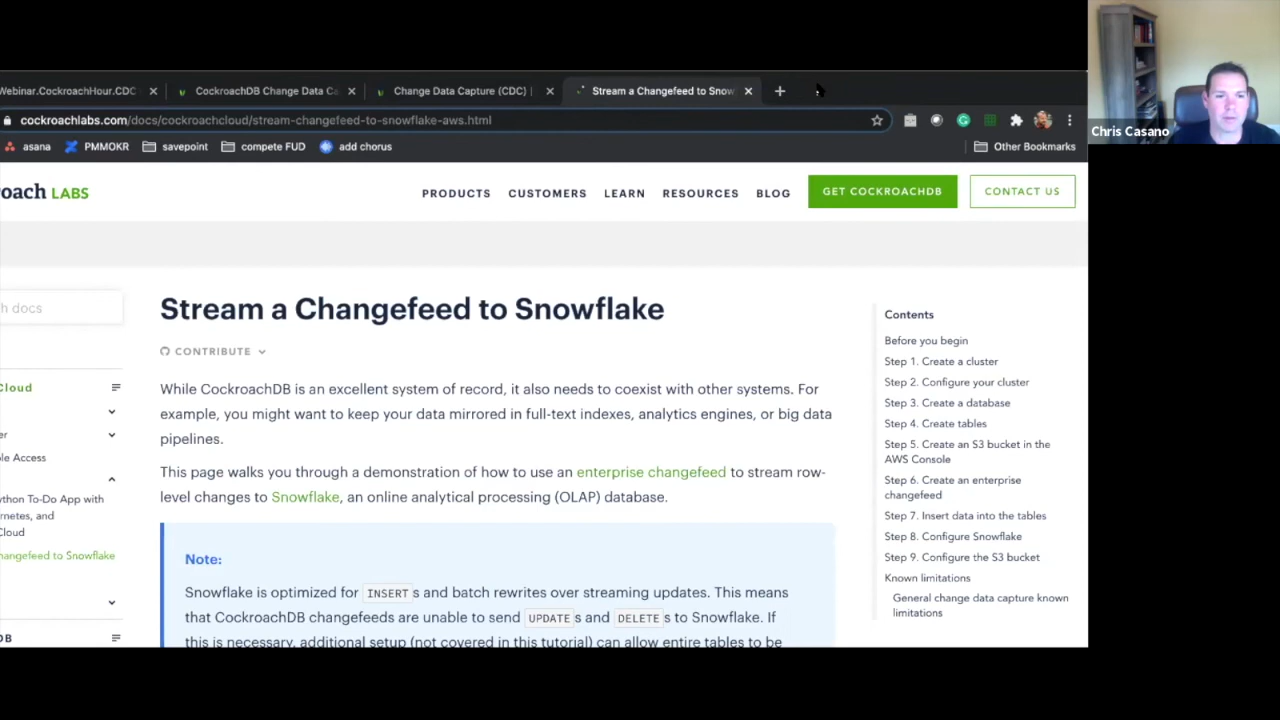 Webinar.CockroachHour.CDC
CockroachDB Change Data Ca
Change Data Capture (CDC) |
Stream a Changefeed to Snow
cockroachlabs.com/docs/cockroachcloud/stream-changefeed-to-snowflake-aws.html
asana
PMMOKR
savepoint
compete FUD
add chorus
Other Bookmarks
Chris Casano
roach LABS
PRODUCTS
CUSTOMERS
LEARN
RESOURCES
BLOG
GET COCKROACHDB
CONTACT US
h docs
Cloud
er
ole Access
ython To-Do App with
rnetes, and
Cloud
hangefeed to Snowflake
DB
Stream a Changefeed to Snowflake
CONTRIBUTE
While CockroachDB is an excellent system of record, it also needs to coexist with other systems. For
example, you might want to keep your data mirrored in full-text indexes, analytics engines, or big data
pipelines.
This page walks you through a demonstration of how to use an enterprise changefeed to stream row-
level changes to Snowflake, an online analytical processing (OLAP) database.
Note:
Snowflake is optimized for INSERTs and batch rewrites over streaming updates. This means
that CockroachDB changefeeds are unable to send UPDATEs and DELETEs to Snowflake. If
this is necessary, additional setup (not covered in this tutorial) can allow entire tables to be
Contents
Before you begin
Step 1. Create a cluster
Step 2. Configure your cluster
Step 3. Create a database
Step 4. Create tables
Step 5. Create an S3 bucket in the
AWS Console
Step 6. Create an enterprise
changefeed
Step 7. Insert data into the tables
Step 8. Configure Snowflake
Step 9. Configure the S3 bucket
Known limitations
General change data capture known
limitations